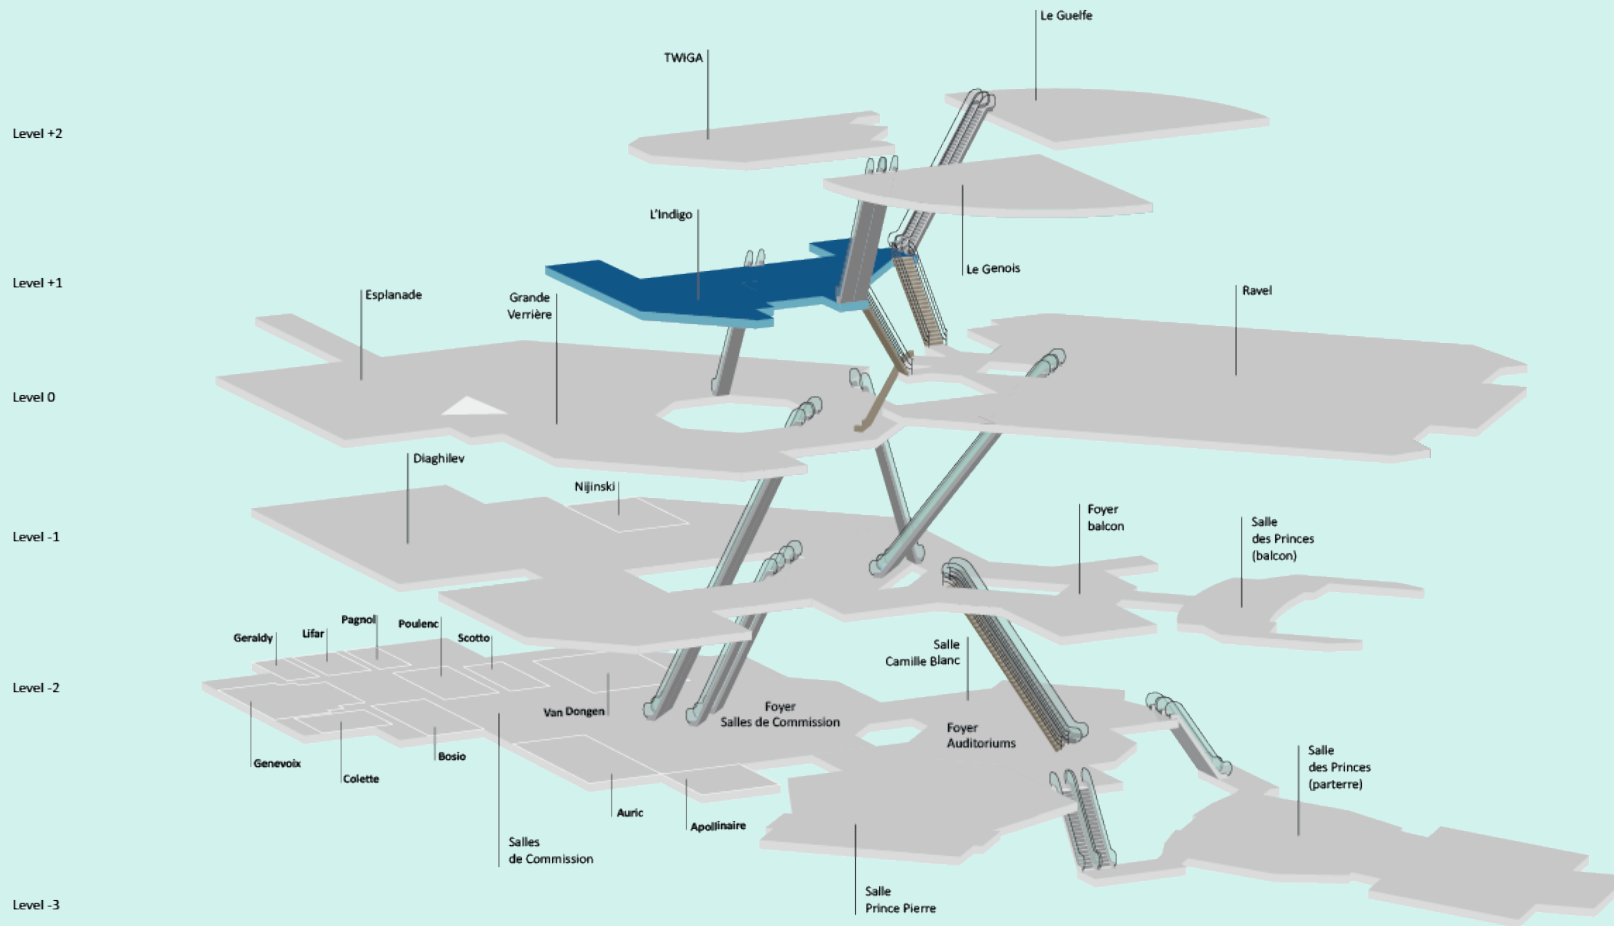 Le Guelfe
TWIGA
Level +2
L'Indigo
Le Genois
Level +1
Esplanade
Grande
Verrière
Ravel
Level 0
Diaghilev
Nijinski
Level -1
Foyer
balcon
Salle
des Princes
(balcon)
Geraldy
Lifar
Pagnol
Poulenc
Scotto
Salle
Camille Blanc
Level -2
Van Dongen
Foyer
Salles de Commission
Foyer
Auditoriums
Genevoix
Colette
Bosio
Salle
des Princes
(parterre)
Auric
Apollinaire
Salles
de Commission
Salle
Prince Pierre
Level -3